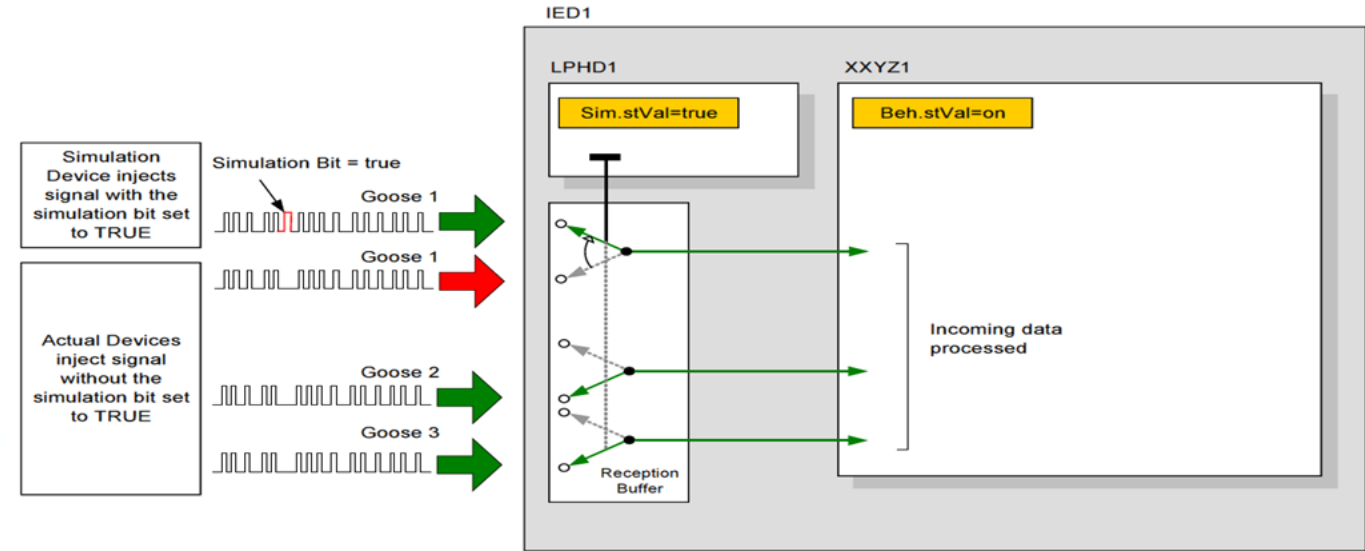 IED1
LPHD1
XXYZ1
Sim.stVal=true
Beh.stVal=on
Simulation
Device injects
signal with the
simulation bit set
to TRUE
Simulation Bit = true
Goose 1
Goose 1
Actual Devices
inject signal
without the
simulation bit set
to TRUE
Goose 2
Goose 3
Reception
Buffer
Incoming data
processed